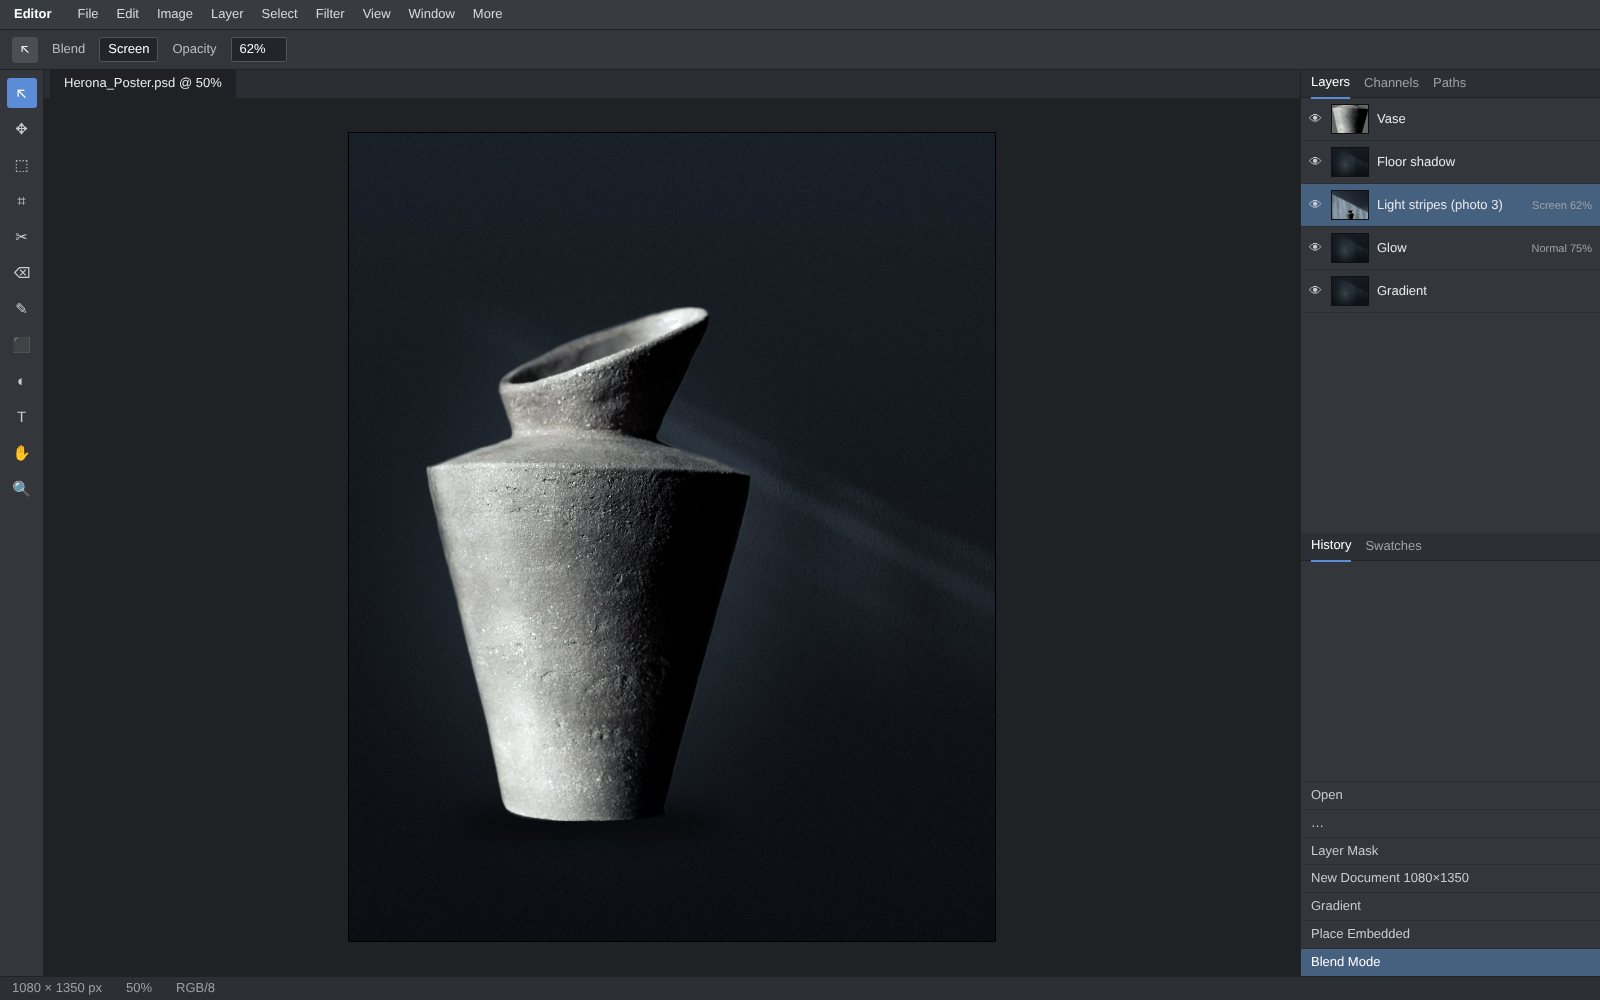 Editor File Edit Image Layer Select Filter View Window More
Blend Screen Opacity 62%
Herona_Poster.psd @ 50%
T
Layers Channels Paths
Vase
Floor shadow
Light stripes (photo 3) Screen 62%
Glow Normal 75%
Gradient
History Swatches
Open
...
Layer Mask
New Document 1080×1350
Gradient
Place Embedded
Blend Mode
1080 × 1350 px 50% RGB/8